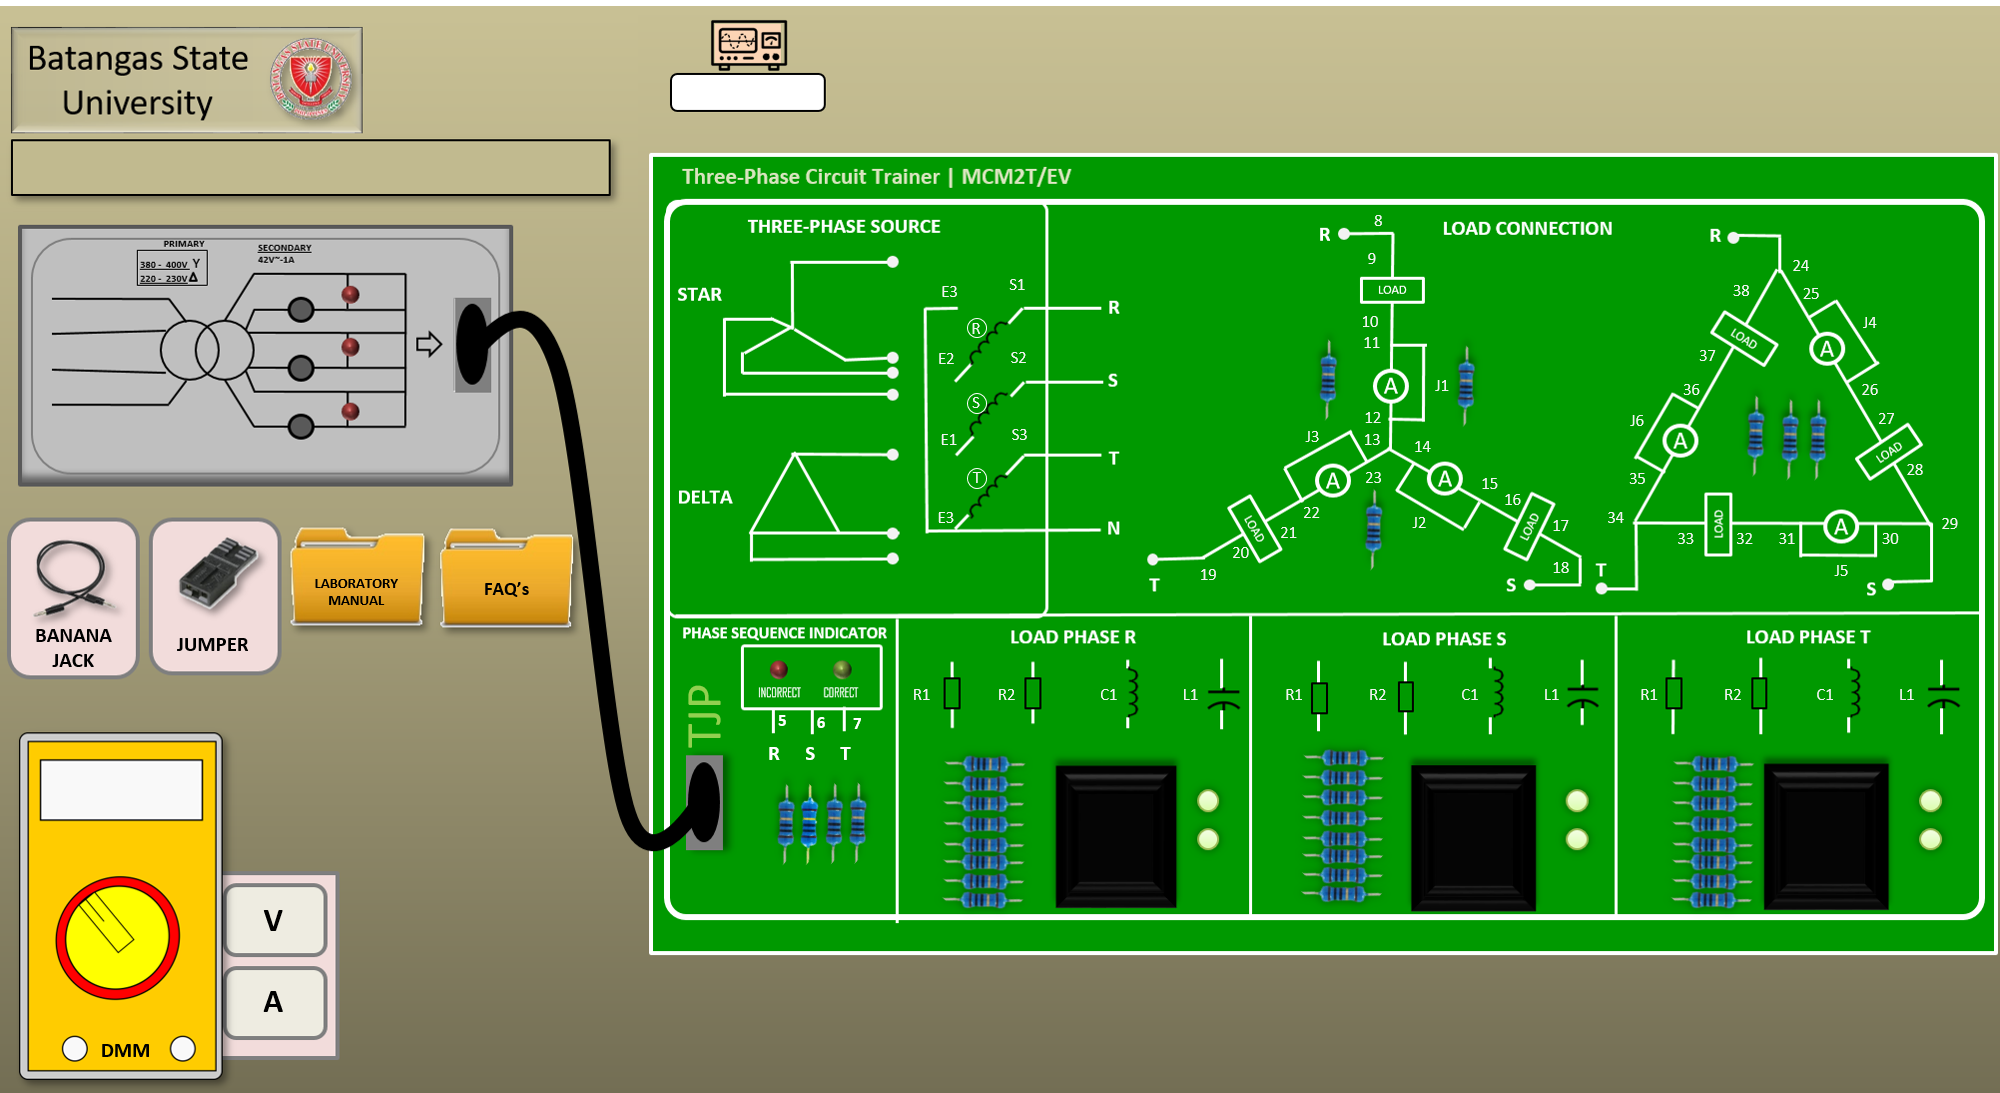 Batangas State
University
PRIMARY
380 - 400V Y
220 - 230V Δ
SECONDARY
42V~-1A
BANANA
JACK
JUMPER
LABORATORY
MANUAL
FAQ's
V
A
DMM
Three-Phase Circuit Trainer | MCM2T/EV
THREE-PHASE SOURCE
STAR
DELTA
E3
S1
R
R
E2
S2
S
S
E1
S3
T
T
E3
N
LOAD CONNECTION
R
8
9
LOAD
10
11
A
J1
12
13
J3
14
A
23
A
15
22
J2
16
LOAD
21
LOAD
17
20
18
19
T
S
R
24
38
25
LOAD
J4
A
37
26
36
27
J6
A
LOAD
35
28
34
LOAD
A
29
33
32
31
30
J5
T
S
PHASE SEQUENCE INDICATOR
INCORRECT
CORRECT
5
6
7
R
S
T
TJP
LOAD PHASE R
R1
R2
C1
L1
LOAD PHASE S
R1
R2
C1
L1
LOAD PHASE T
R1
R2
C1
L1